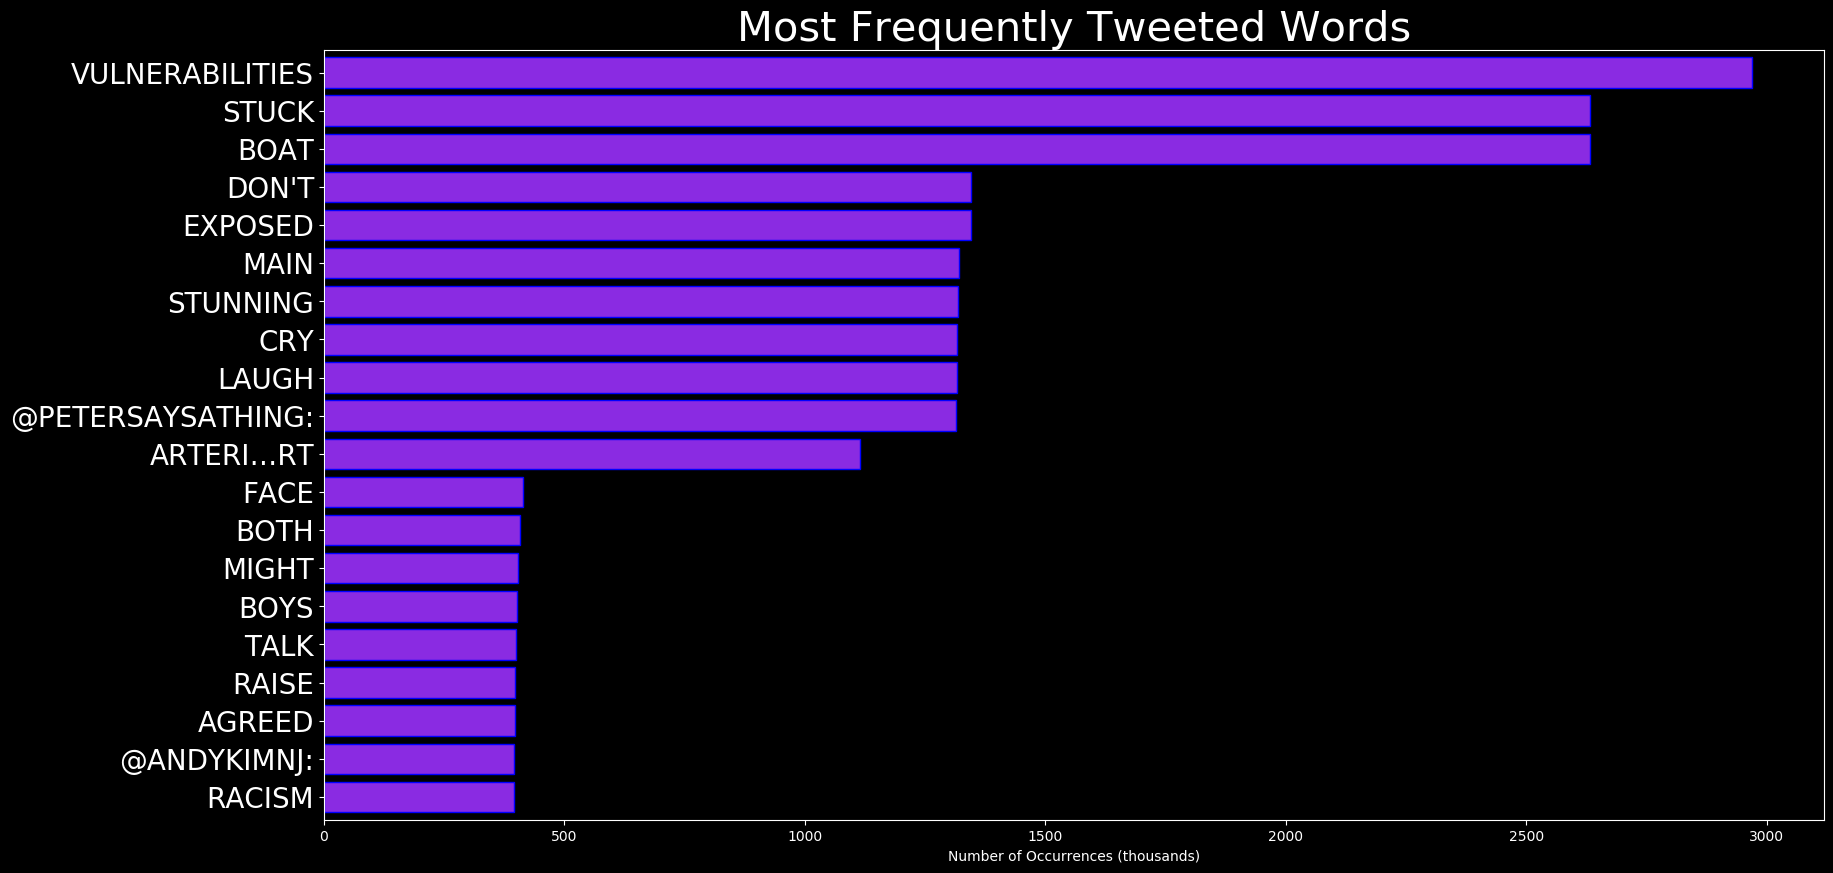 Most Frequently Tweeted Words
VULNERABILITIES
STUCK
BOAT
DON'T
EXPOSED
MAIN
STUNNING
CRY
LAUGH
@PETERSAYSATHING:
ARTERI…RT
FACE
BOTH
MIGHT
BOYS
TALK
RAISE
AGREED
@ANDYKIMNJ:
RACISM
0 500 1000 1500 2000 2500 3000
Number of Occurrences (thousands)